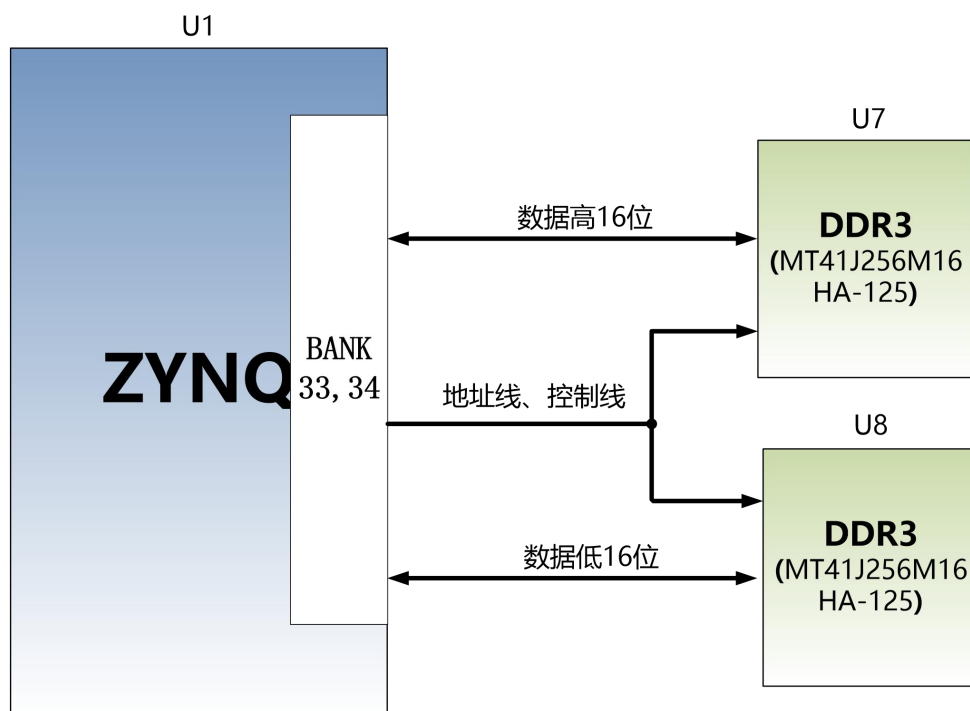 U1
ZYNQ
BANK
33, 34
数据高16位
地址线、控制线
数据低16位
U7
DDR3
(MT41J256M16
HA-125)
U8
DDR3
(MT41J256M16
HA-125)